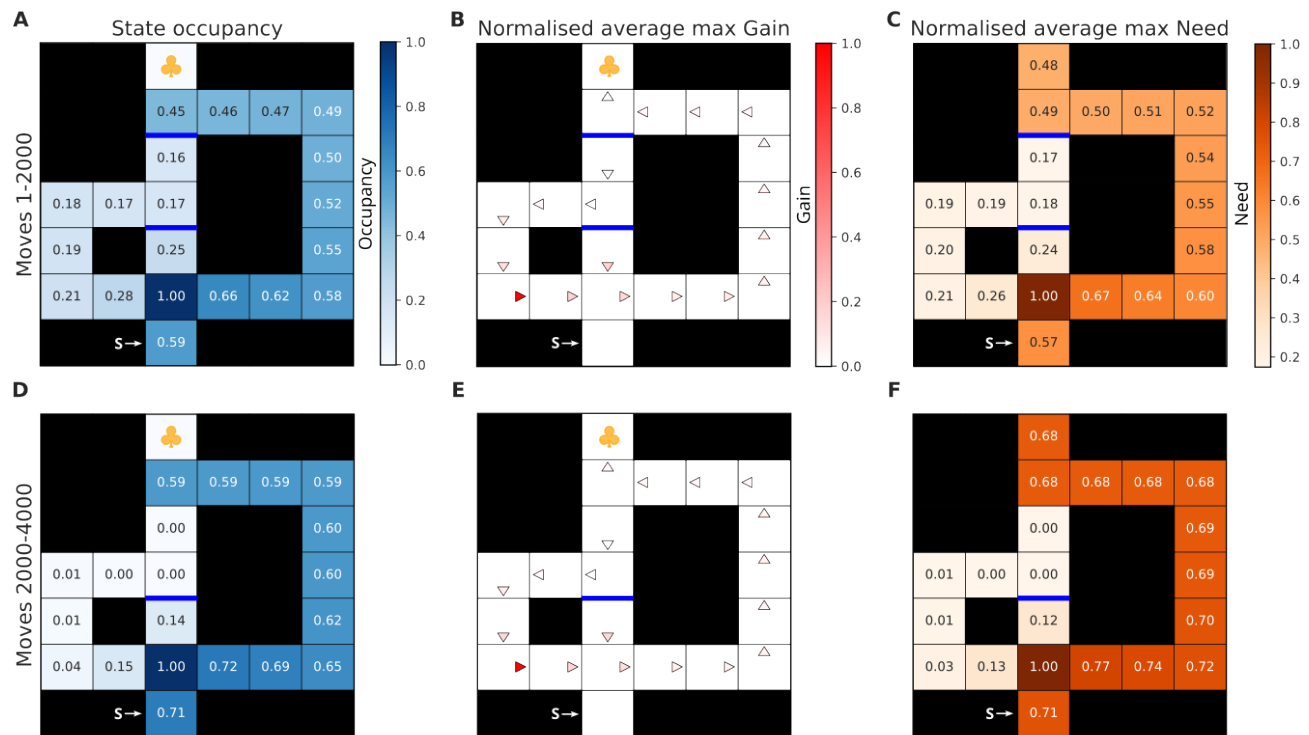 A State occupancy
B Normalised average max Gain
C Normalised average max Need
Moves 1-2000
0.45 0.46 0.47 0.49
0.16 0.50
0.18 0.17 0.17 0.52
0.19 0.25 0.55
0.21 0.28 1.00 0.66 0.62 0.58
S→ 0.59
1.0
0.8
0.6
0.4
0.2
0.0
Occupancy
S→
1.0
0.8
0.6
0.4
0.2
0.0
Gain
0.48
0.49 0.50 0.51 0.52
0.17 0.54
0.19 0.19 0.18 0.55
0.20 0.24 0.58
0.21 0.26 1.00 0.67 0.64 0.60
S→ 0.57
1.0
0.9
0.8
0.7
0.6
0.5
0.4
0.3
0.2
Need
D
E
F
Moves 2000-4000
0.59 0.59 0.59 0.59
0.00 0.60
0.01 0.00 0.00 0.60
0.01 0.14 0.62
0.04 0.15 1.00 0.72 0.69 0.65
S→ 0.71
S→
0.68
0.68 0.68 0.68 0.68
0.00 0.69
0.01 0.00 0.00 0.69
0.01 0.12 0.70
0.03 0.13 1.00 0.77 0.74 0.72
S→ 0.71